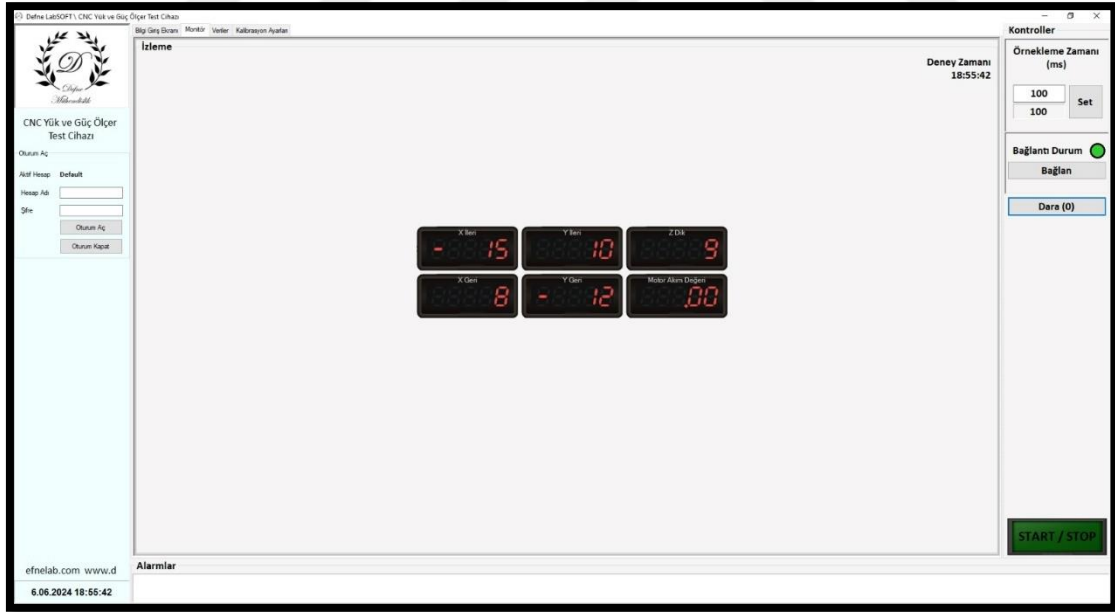 Defne LabSOFT \ CNC Yük ve Güç Ölçer Test Cihazı
Bilgi Giriş Ekranı Monitör Veriler Kalibrasyon Ayarları
D
Defne
Mühendislik
CNC Yük ve Güç Ölçer
Test Cihazı
Oturum Aç
Aktif Hesap Default
Hesap Adı
Şifre
Oturum Aç
Oturum Kapat
efnelab.com www.d
6.06.2024 18:55:42
İzleme
Deney Zamanı
18:55:42
X İleri Y İleri Z Dik
- 15 10 9
X Geri Y Geri Motor Akım Değeri
8 - 12 .00
Alarmlar
Kontroller
Örnekleme Zamanı
(ms)
100
Set
100
Bağlantı Durum
Bağlan
Dara (0)
START / STOP